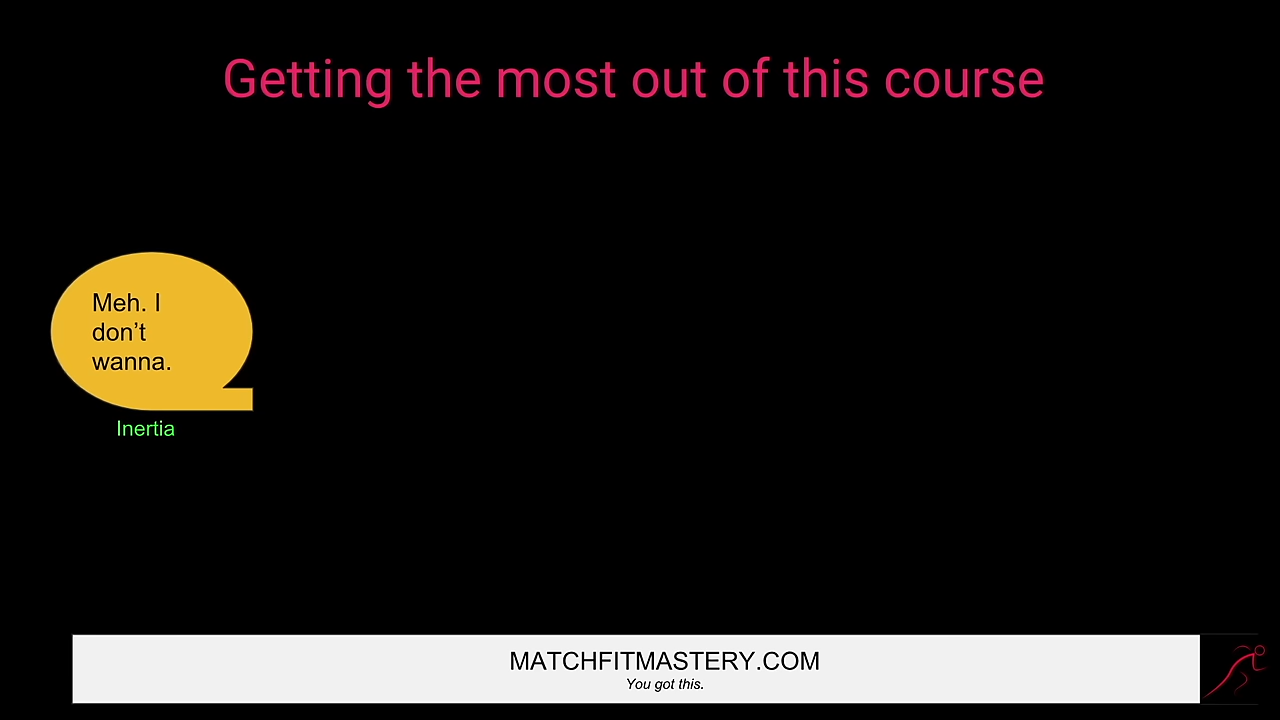 Getting the most out of this course
Meh. I
don’t
wanna.
Inertia
MATCHFITMASTERY.COM
You got this.